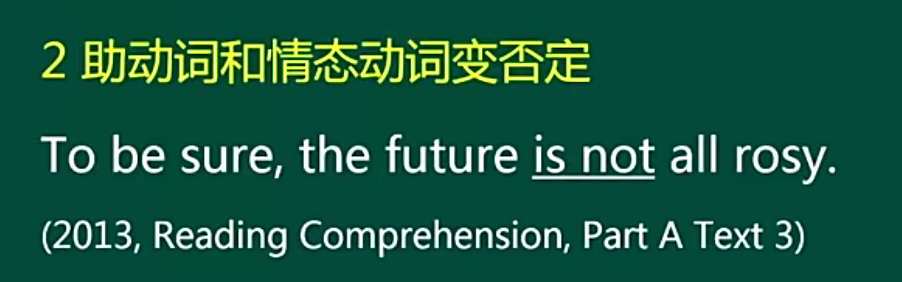 2 助动词和情态动词变否定
To be sure, the future is not all rosy.
(2013, Reading Comprehension, Part A Text 3)